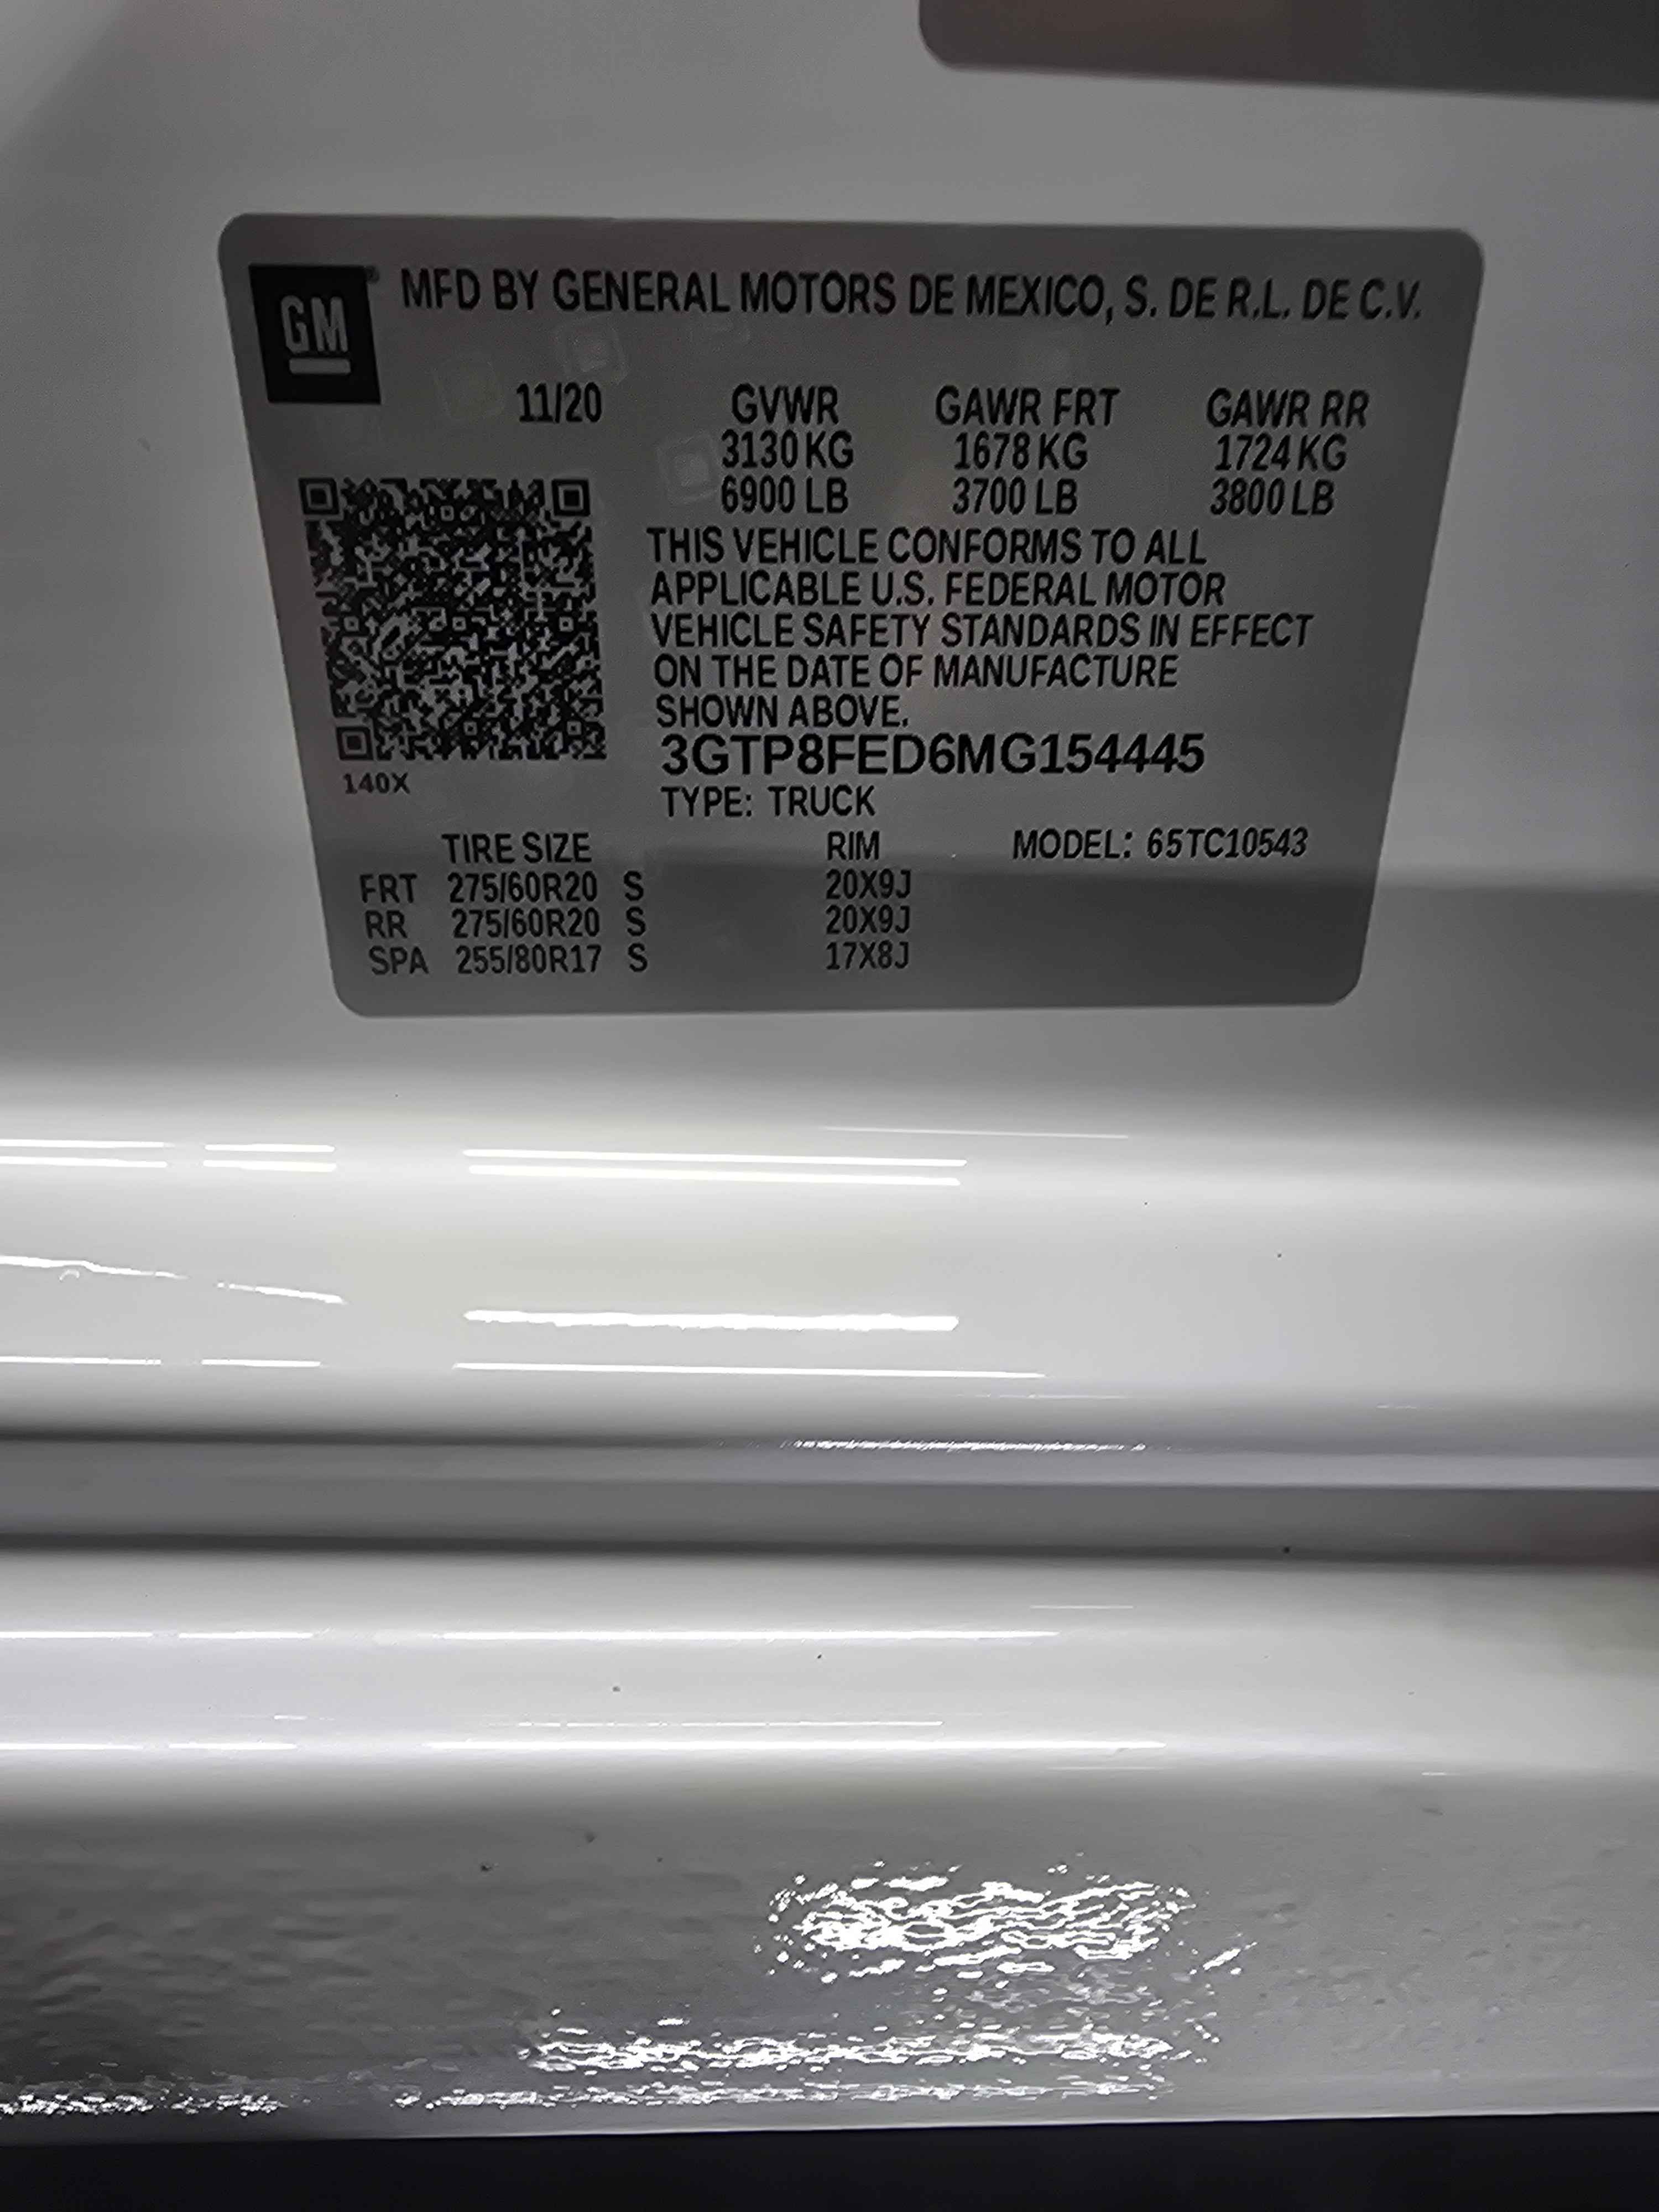 GM® MFD BY GENERAL MOTORS DE MEXICO, S. DE R.L. DE C.V.
11/20 GVWR GAWR FRT GAWR RR
3130 KG 1678 KG 1724 KG
6900 LB 3700 LB 3800 LB
THIS VEHICLE CONFORMS TO ALL
APPLICABLE U.S. FEDERAL MOTOR
VEHICLE SAFETY STANDARDS IN EFFECT
ON THE DATE OF MANUFACTURE
SHOWN ABOVE.
3GTP8FED6MG154445
140X
TYPE: TRUCK
TIRE SIZE RIM MODEL: 65TC10543
FRT 275/60R20 S 20X9J
RR 275/60R20 S 20X9J
SPA 255/80R17 S 17X8J